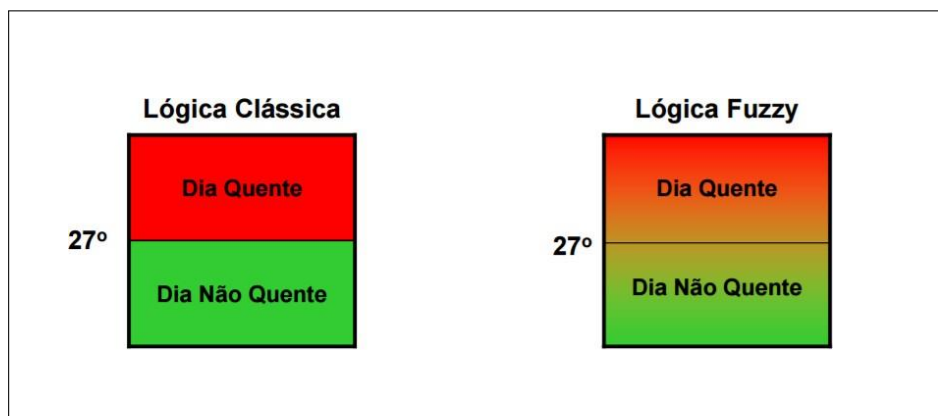 Lógica Clássica
Dia Quente
27º
Dia Não Quente
Lógica Fuzzy
Dia Quente
27º
Dia Não Quente